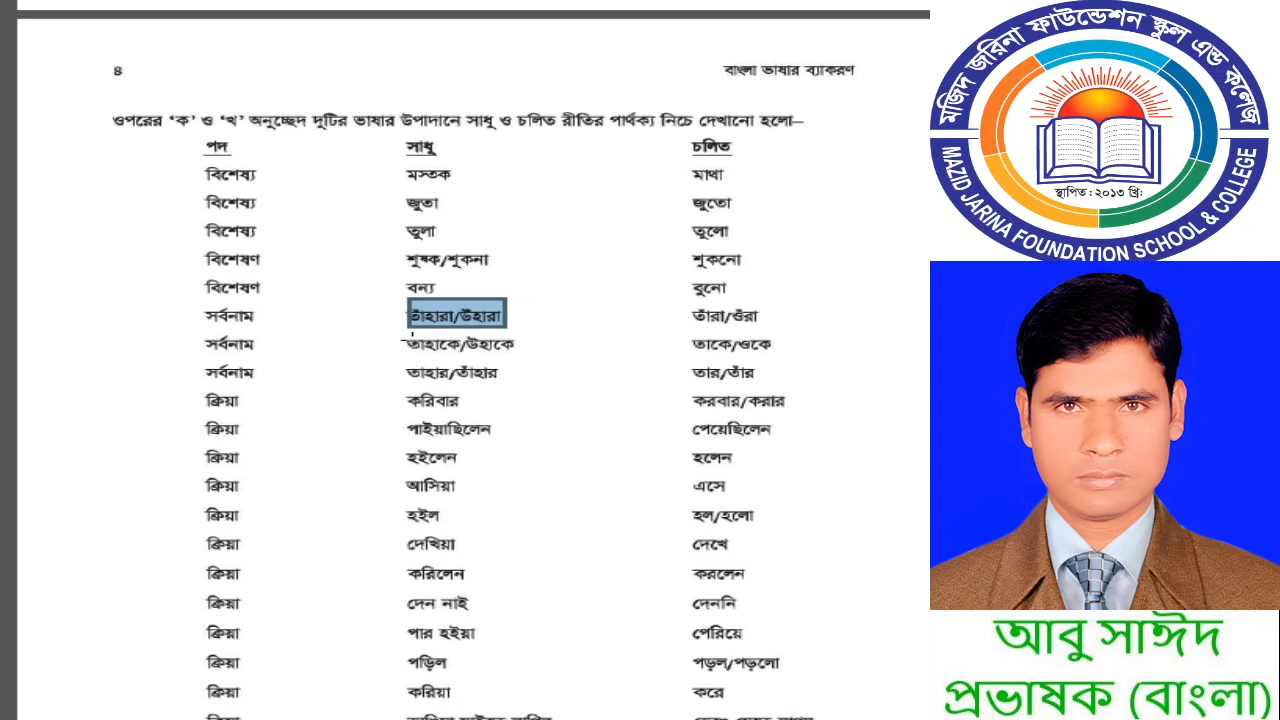 ৪ বাংলা ভাষার ব্যাকরণ
ওপরের ‘ক’ ও ‘খ’ অনুচ্ছেদ দুটির ভাষার উপাদানে সাধু ও চলিত রীতির পার্থক্য নিচে দেখানো হলো–
পদ সাধু চলিত
বিশেষ্য মস্তক মাথা
বিশেষ্য জুতা জুতো
বিশেষ্য তুলা তুলো
বিশেষণ শুষ্ক/শুকনা শুকনো
বিশেষণ বন্য বুনো
সর্বনাম তাঁহারা/উঁহারা তাঁরা/ওঁরা
সর্বনাম তাহাকে/উহাকে তাকে/ওকে
সর্বনাম তাহার/তাঁহার তার/তাঁর
ক্রিয়া করিবার করবার/করার
ক্রিয়া পাইয়াছিলেন পেয়েছিলেন
ক্রিয়া হইলেন হলেন
ক্রিয়া আসিয়া এসে
ক্রিয়া হইল হল/হলো
ক্রিয়া দেখিয়া দেখে
ক্রিয়া করিলেন করলেন
ক্রিয়া দেন নাই দেননি
ক্রিয়া পার হইয়া পেরিয়ে
ক্রিয়া পড়িল পড়ল/পড়লো
ক্রিয়া করিয়া করে
মজিদ জরিনা ফাউন্ডেশন স্কুল এন্ড কলেজ
স্থাপিত : ২০১৩ খ্রি:
MAZID JARINA FOUNDATION SCHOOL & COLLEGE
আবু সাঈদ
প্রভাষক (বাংলা)